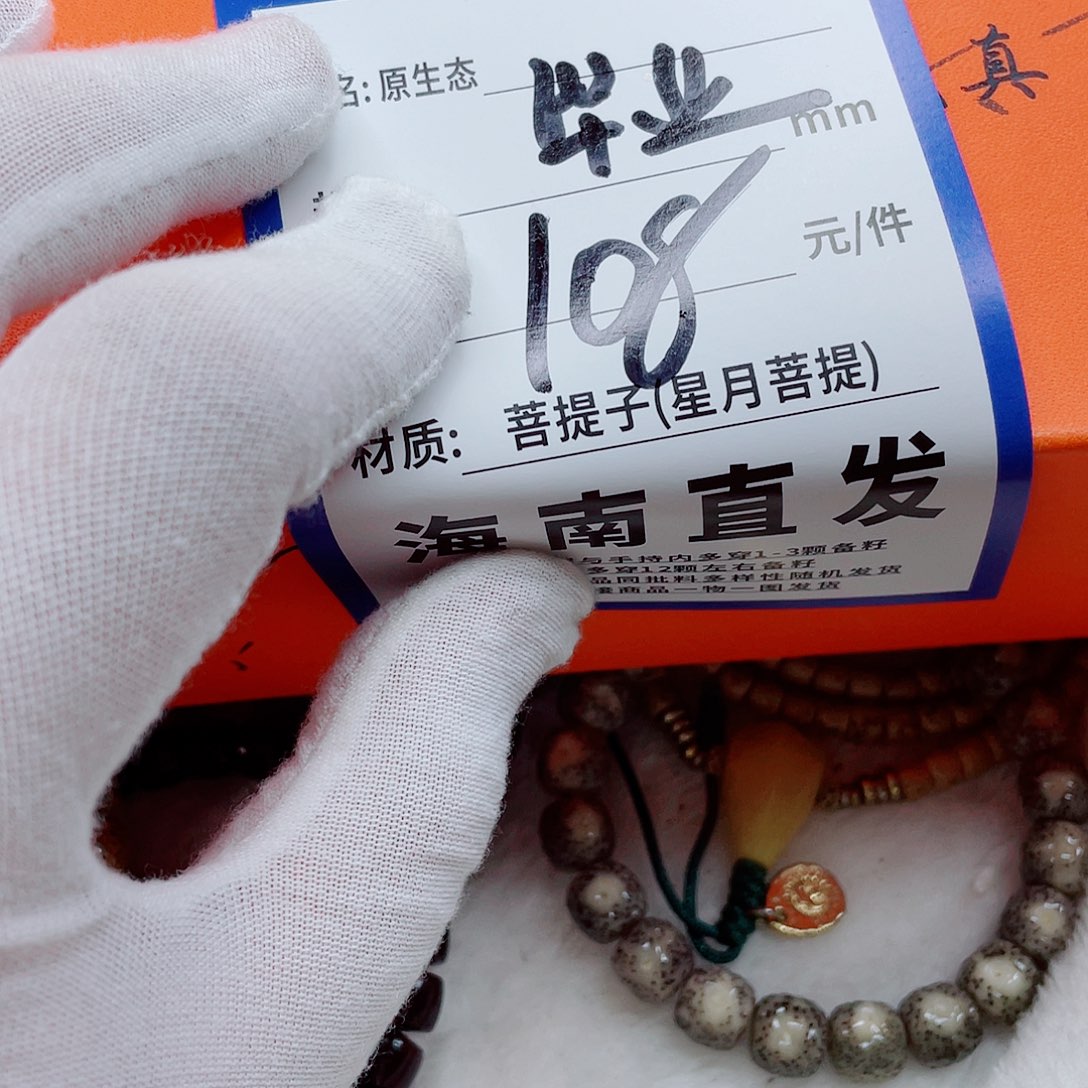 名: 原生态 毕业
mm
108 元/件
材质: 菩提子(星月菩提)
海南直发
与手持内多穿1-3颗备籽
多穿12颗左右备籽
品同批料多样性随机发货
商品一物一图发货
真